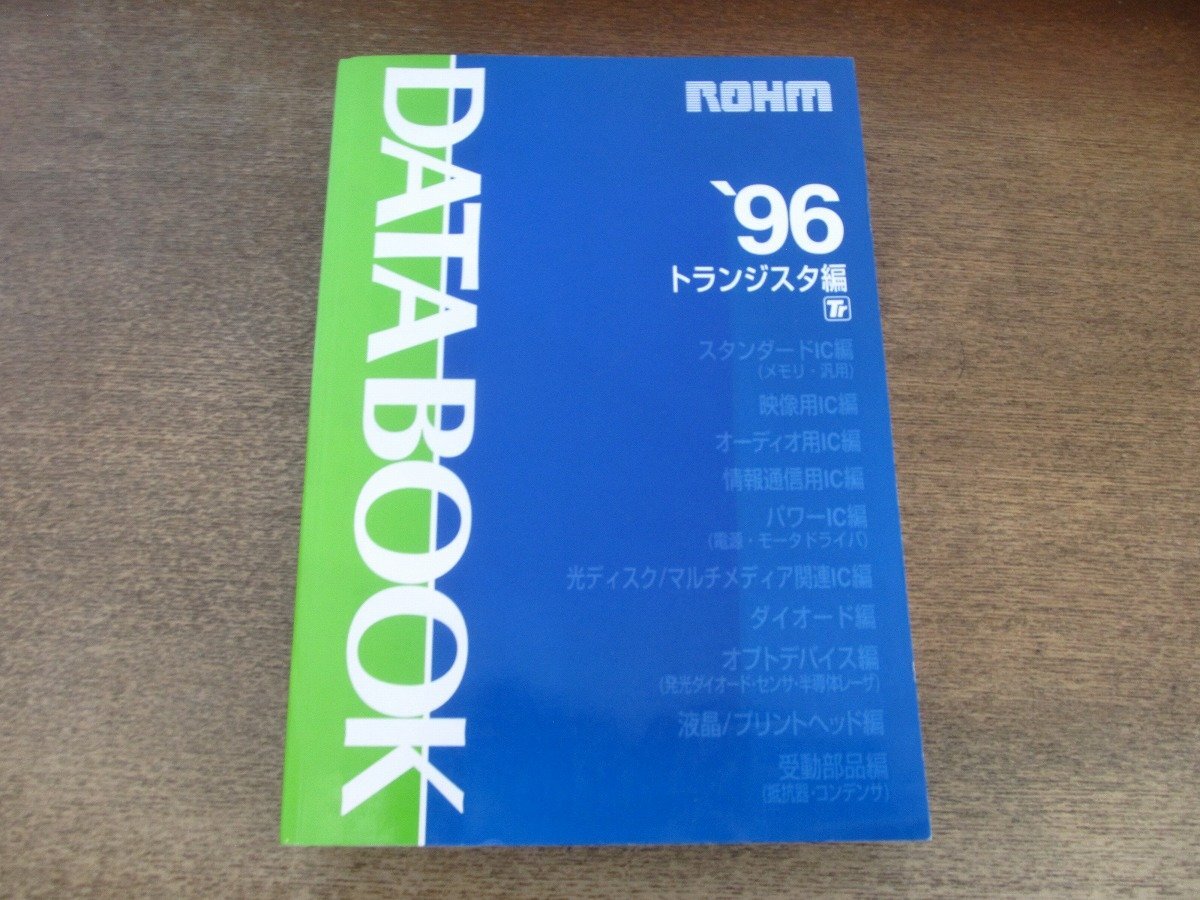 DATA BOOK
ROHM
`96
トランジスタ編
Tr
スタンダードIC編
(メモリ・汎用)
映像用IC編
オーディオ用IC編
情報通信用IC編
パワーIC編
(電源・モータドライバ)
光ディスク/マルチメディア関連IC編
ダイオード編
オプトデバイス編
(発光ダイオード・センサ・半導体レーザ)
液晶/プリントヘッド編
受動部品編
(抵抗器・コンデンサ)